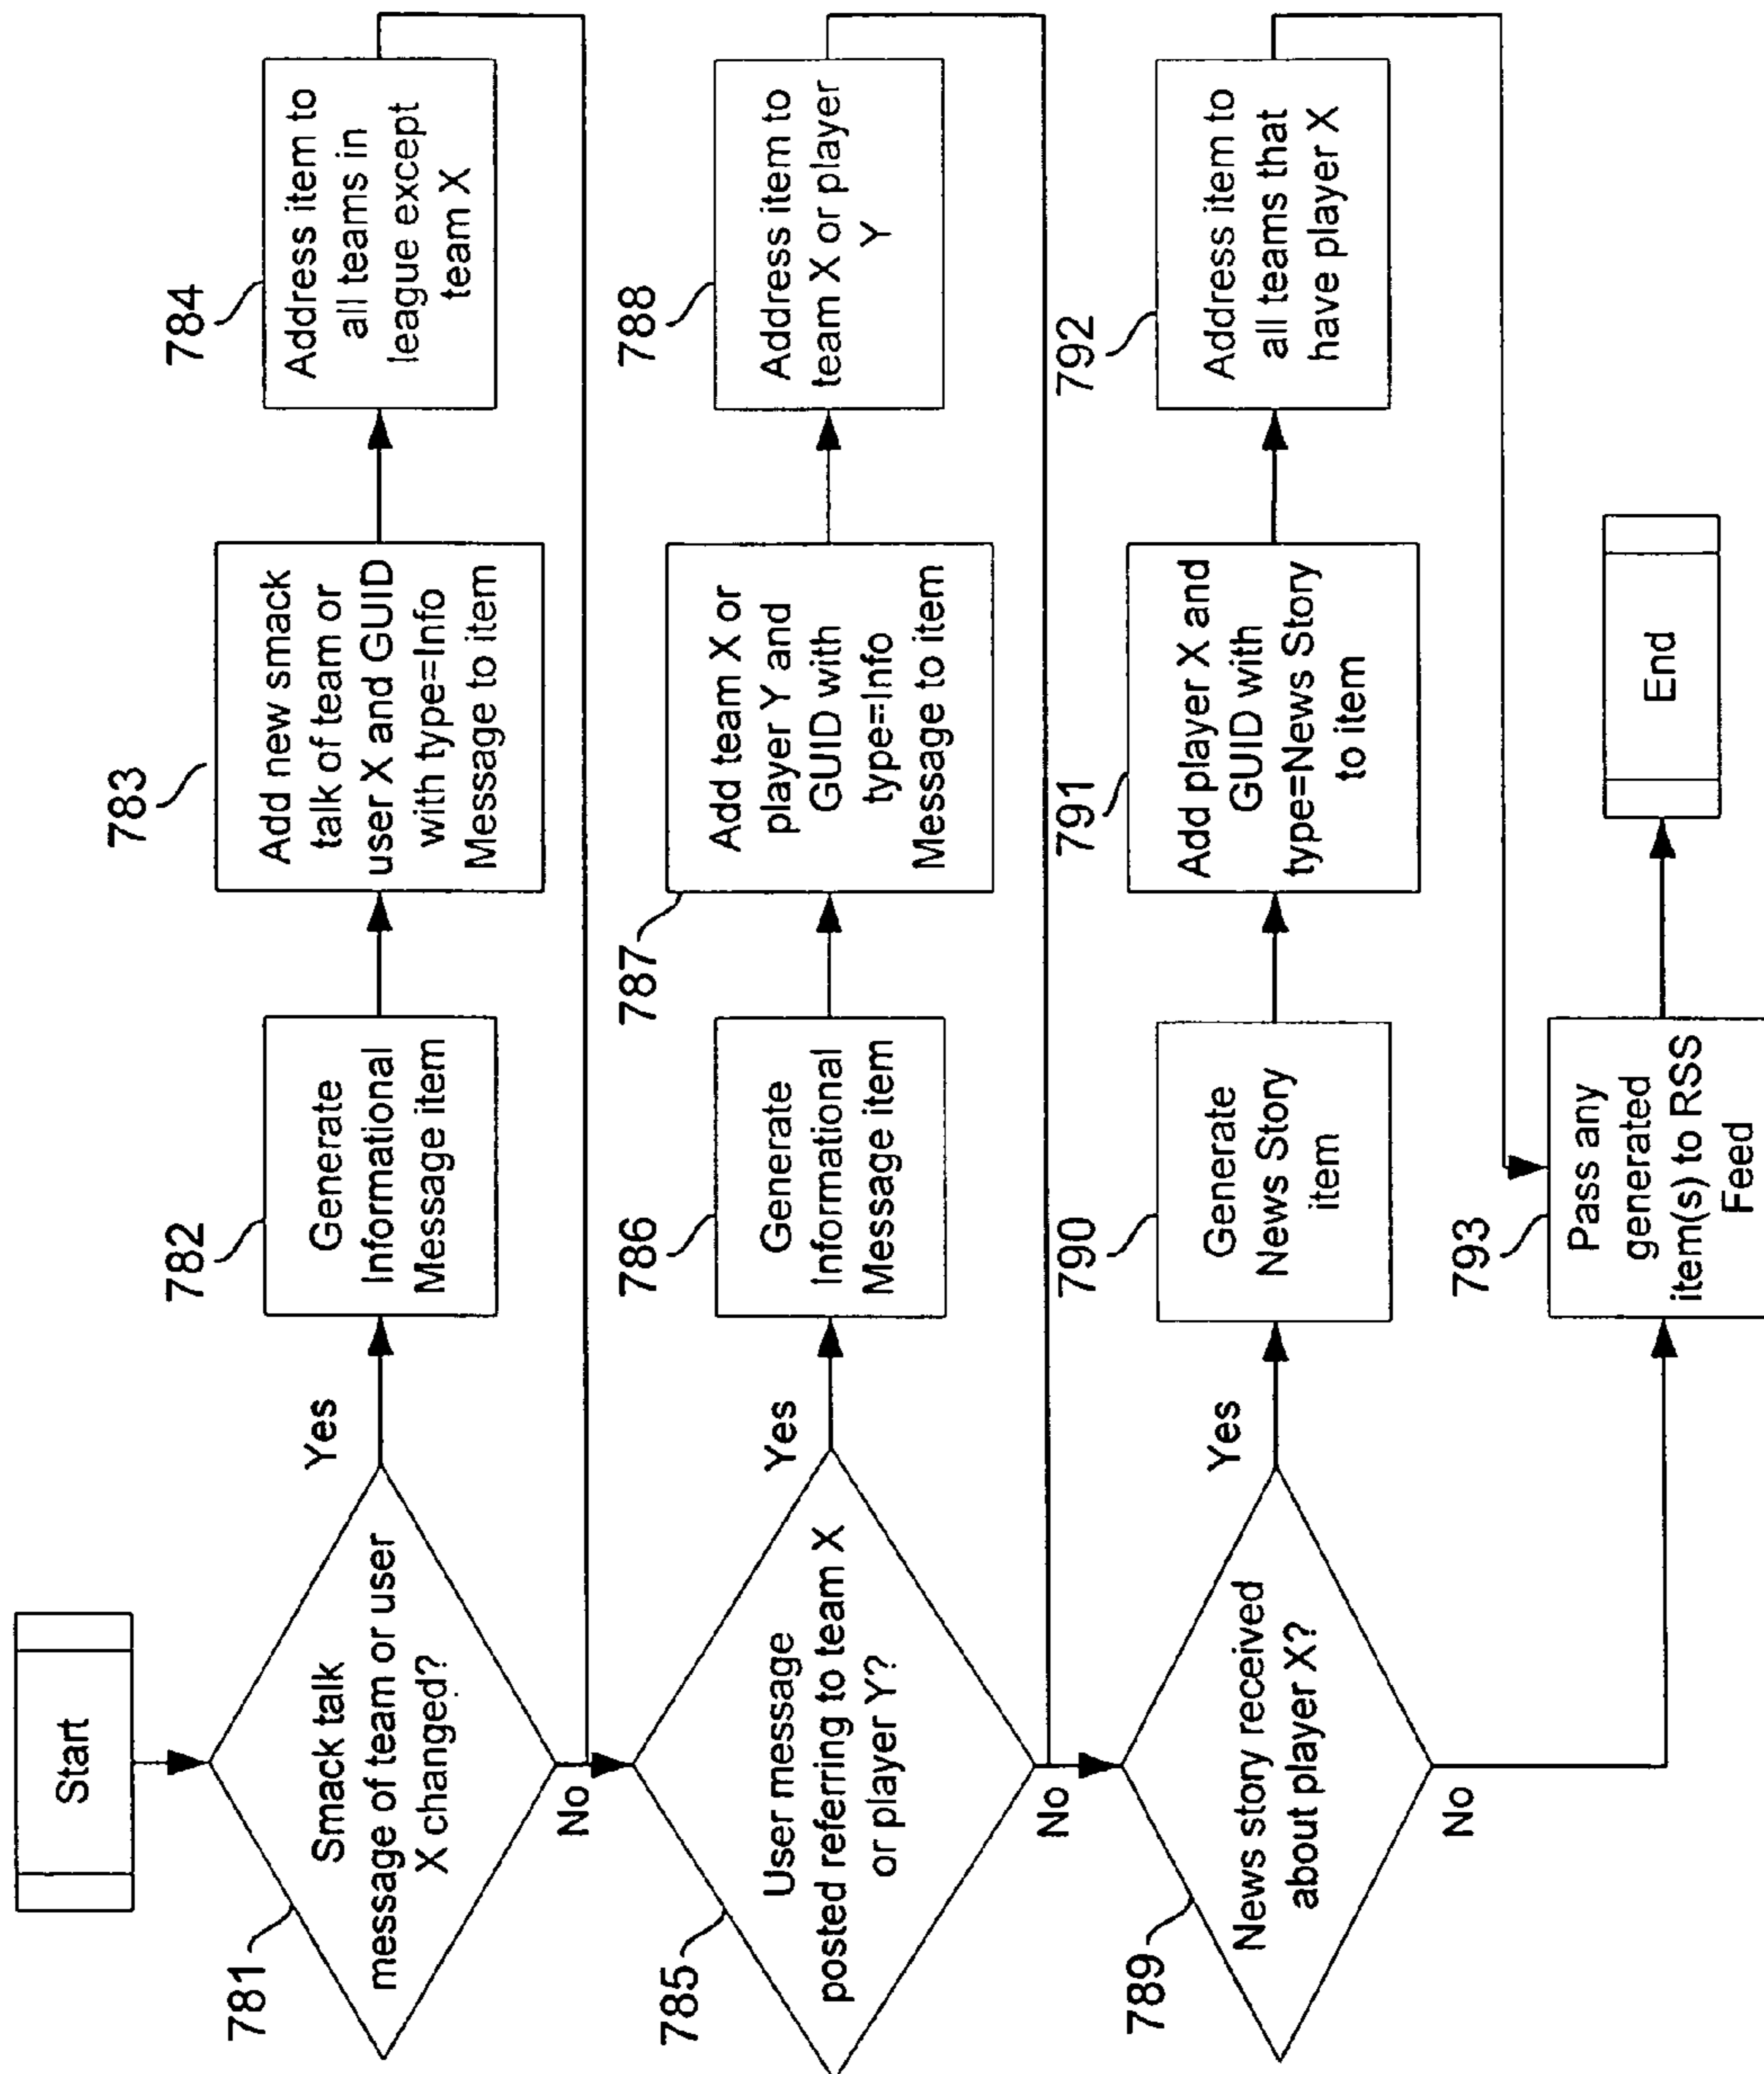 Start
781
Smack talk
message of team or user
X changed?
Yes
No
782
Generate
Informational
Message item
783
Add new smack
talk of team or
user X and GUID
with type=Info
Message to item
784
Address item to
all teams in
league except
team X
785
User message
posted referring to team X
or player Y?
Yes
No
786
Generate
Informational
Message item
787
Add team X or
player Y and
GUID with
type=Info
Message to item
788
Address item to
team X or player
Y
789
News story received
about player X?
Yes
No
790
Generate
News Story
item
791
Add player X and
GUID with
type=News Story
to item
792
Address item to
all teams that
have player X
793
Pass any
generated
item(s) to RSS
Feed
End